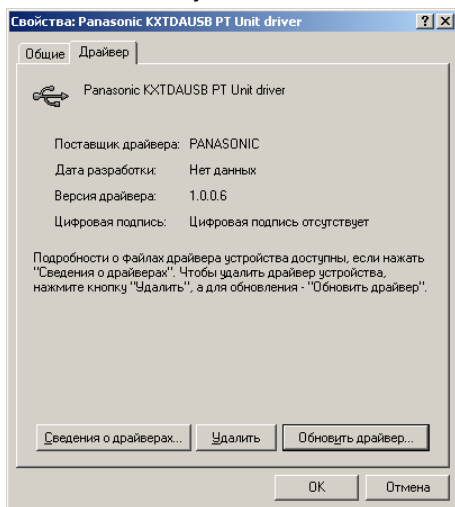 Свойства: Panasonic KXTDAUSB PT Unit driver
Общие Драйвер
Panasonic KXTDAUSB PT Unit driver
Поставщик драйвера: PANASONIC
Дата разработки: Нет данных
Версия драйвера: 1.0.0.6
Цифровая подпись: Цифровая подпись отсутствует
Подробности о файлах драйвера устройства доступны, если нажать
"Сведения о драйверах". Чтобы удалить драйвер устройства,
нажмите кнопку "Удалить", а для обновления - "Обновить драйвер".
Сведения о драйверах... Удалить Обновить драйвер...
OK Отмена